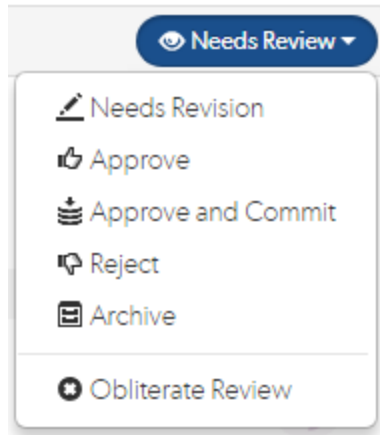 Needs Review
Needs Revision
Approve
Approve and Commit
Reject
Archive
Obliterate Review